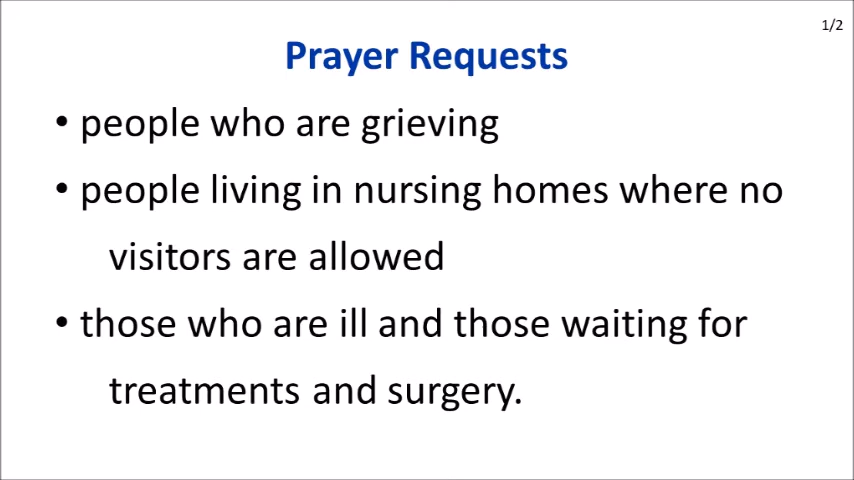 1/2
Prayer Requests
• people who are grieving
• people living in nursing homes where no
visitors are allowed
• those who are ill and those waiting for
treatments and surgery.